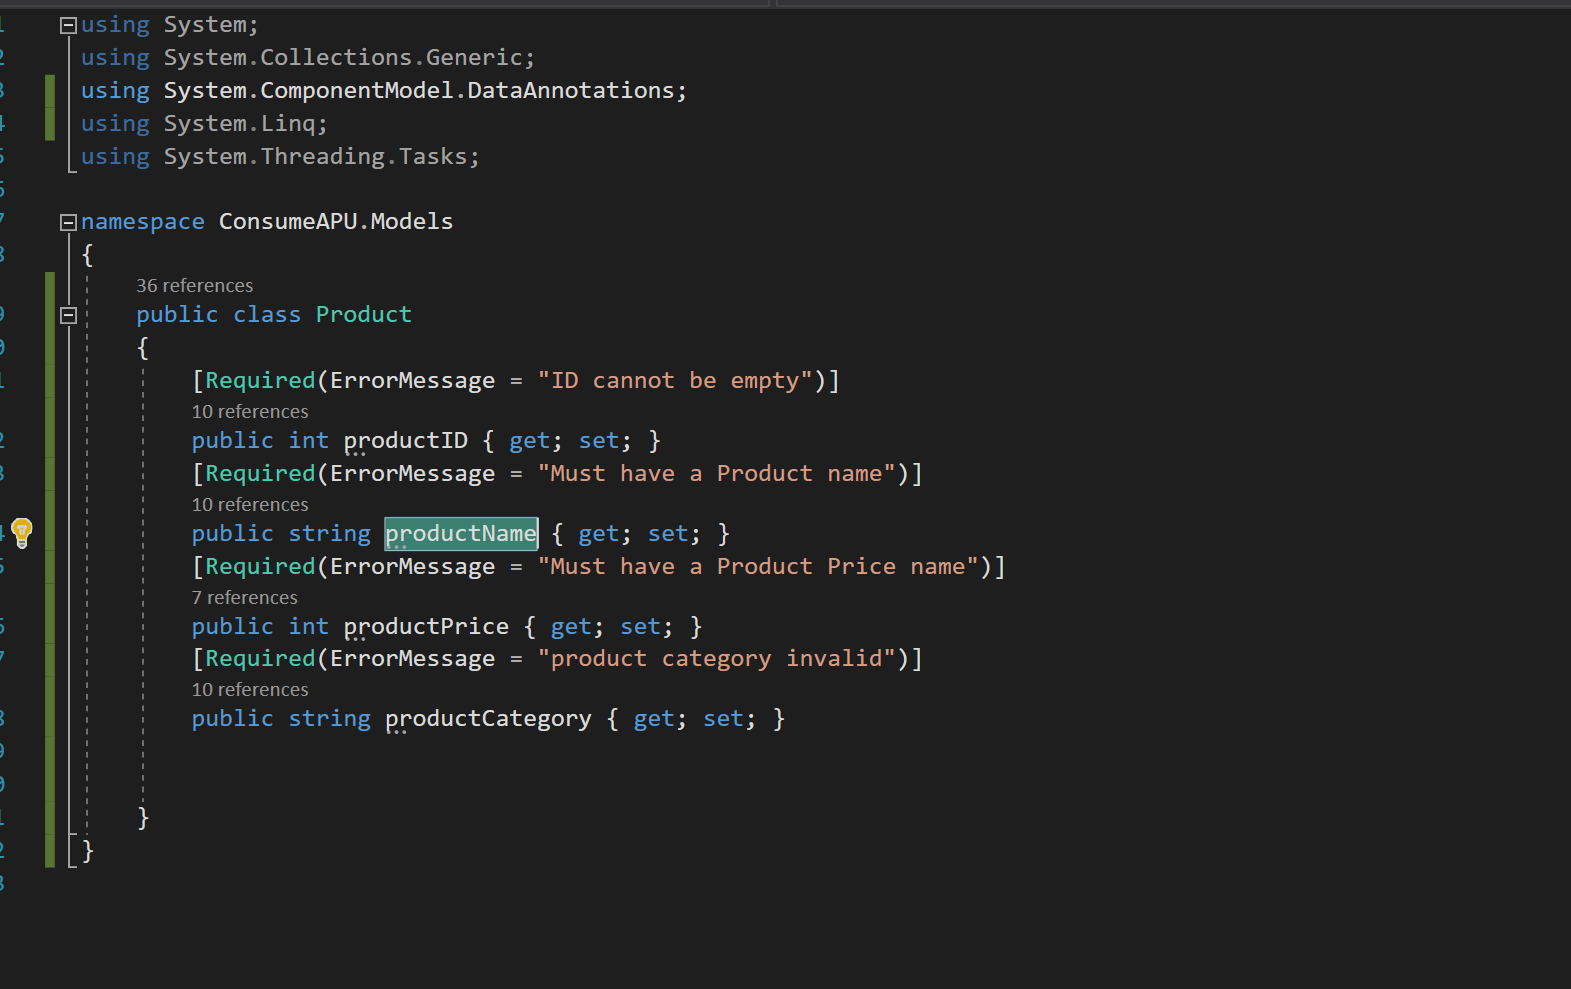 using System;
using System.Collections.Generic;
using System.ComponentModel.DataAnnotations;
using System.Linq;
using System.Threading.Tasks;
namespace ConsumeAPU.Models
{
36 references
public class Product
{
[Required(ErrorMessage = "ID cannot be empty")]
10 references
public int productID { get; set; }
[Required(ErrorMessage = "Must have a Product name")]
10 references
public string productName { get; set; }
[Required(ErrorMessage = "Must have a Product Price name")]
7 references
public int productPrice { get; set; }
[Required(ErrorMessage = "product category invalid")]
10 references
public string productCategory { get; set; }
}
}